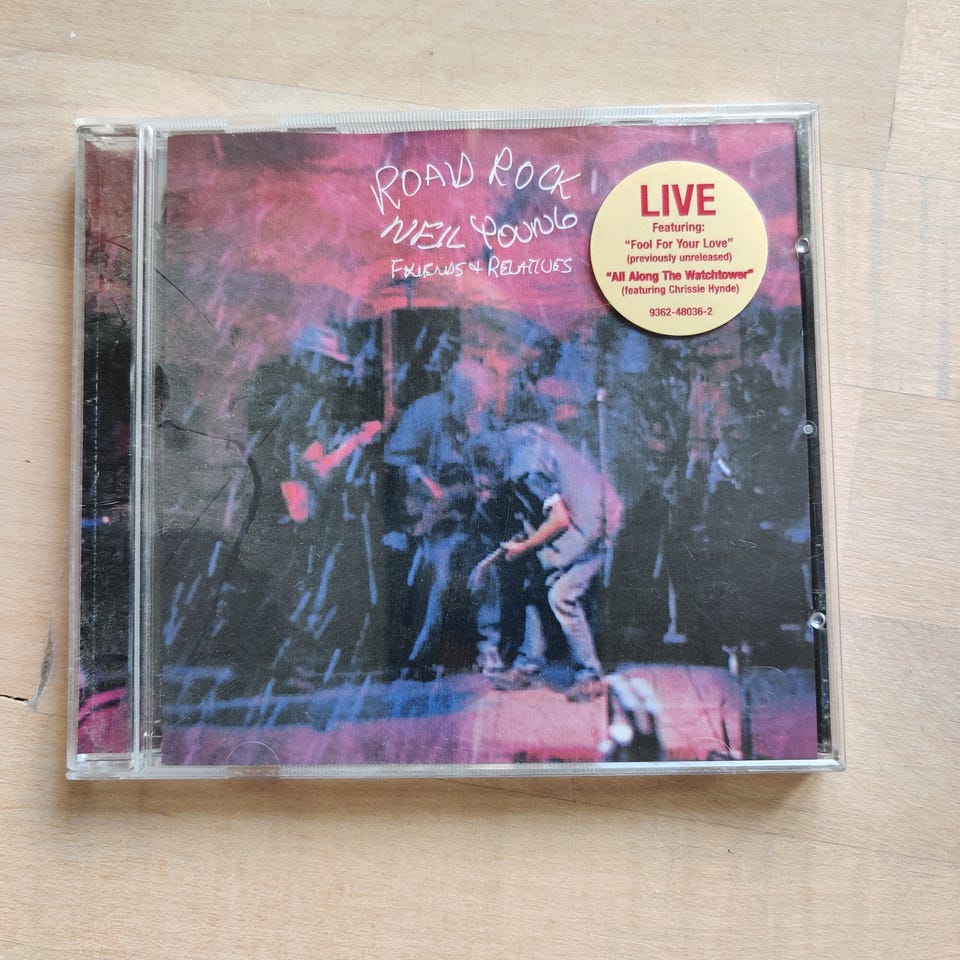 ROAD ROCK
NEIL YOUNG
FRIENDS + RELATIVES
LIVE
Featuring:
"Fool For Your Love"
(previously unreleased)
"All Along The Watchtower"
(featuring Chrissie Hynde)
9362-48036-2